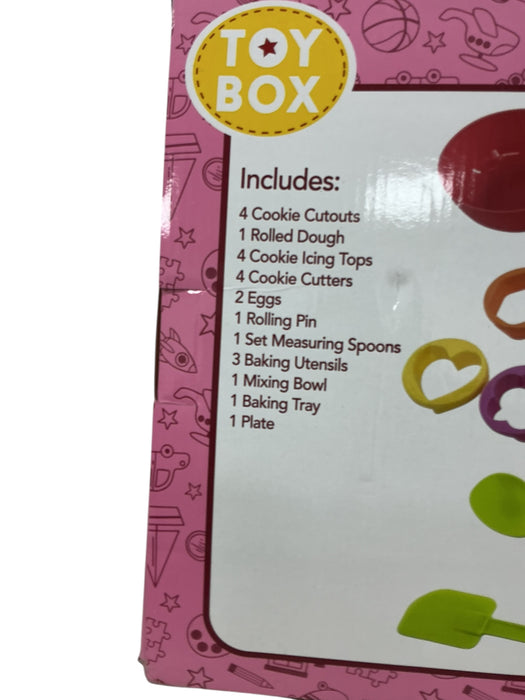 TOY
BOX
Includes:
4 Cookie Cutouts
1 Rolled Dough
4 Cookie Icing Tops
4 Cookie Cutters
2 Eggs
1 Rolling Pin
1 Set Measuring Spoons
3 Baking Utensils
1 Mixing Bowl
1 Baking Tray
1 Plate